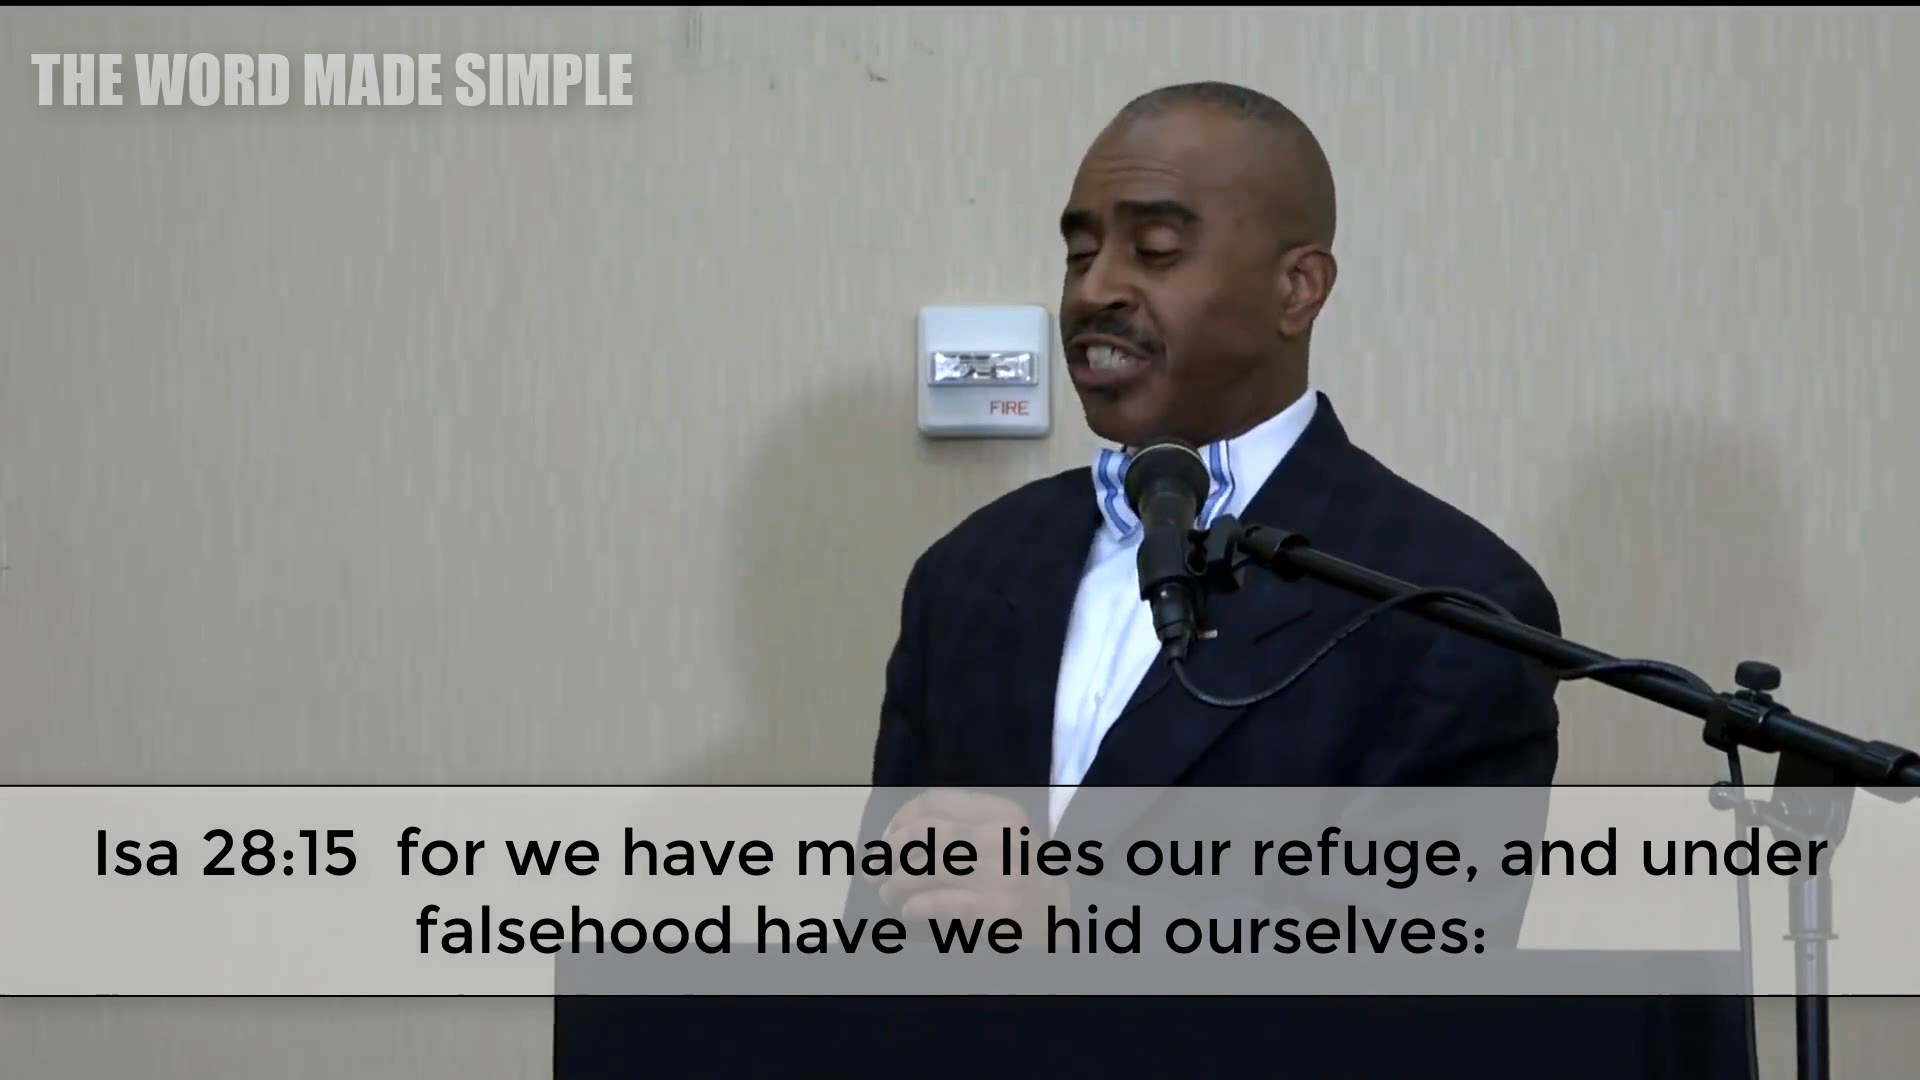 THE WORD MADE SIMPLE
FIRE
Isa 28:15  for we have made lies our refuge, and under
falsehood have we hid ourselves: